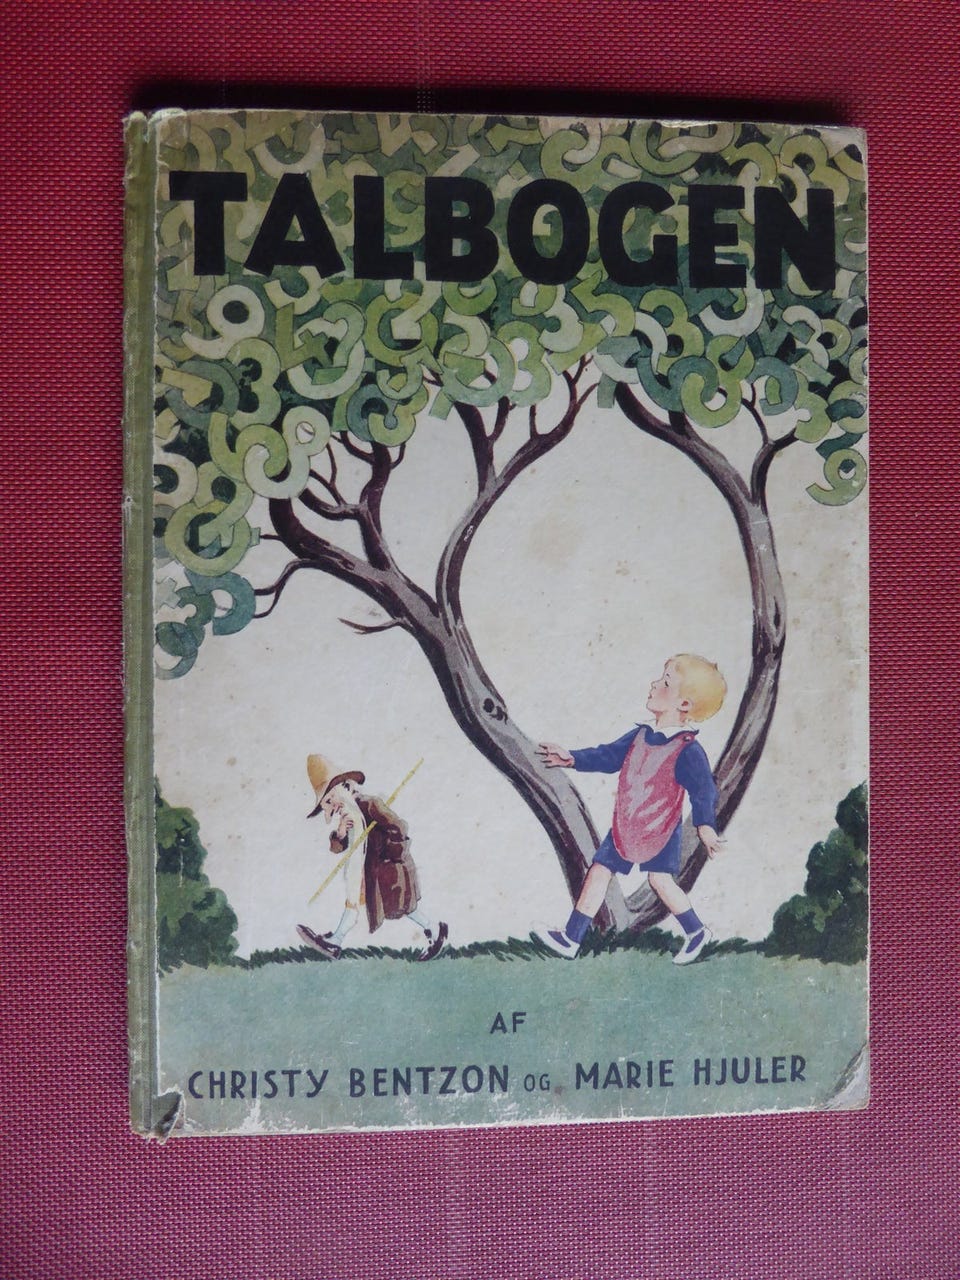 TALBOGEN
AF
CHRISTY BENTZON OG MARIE HJULER